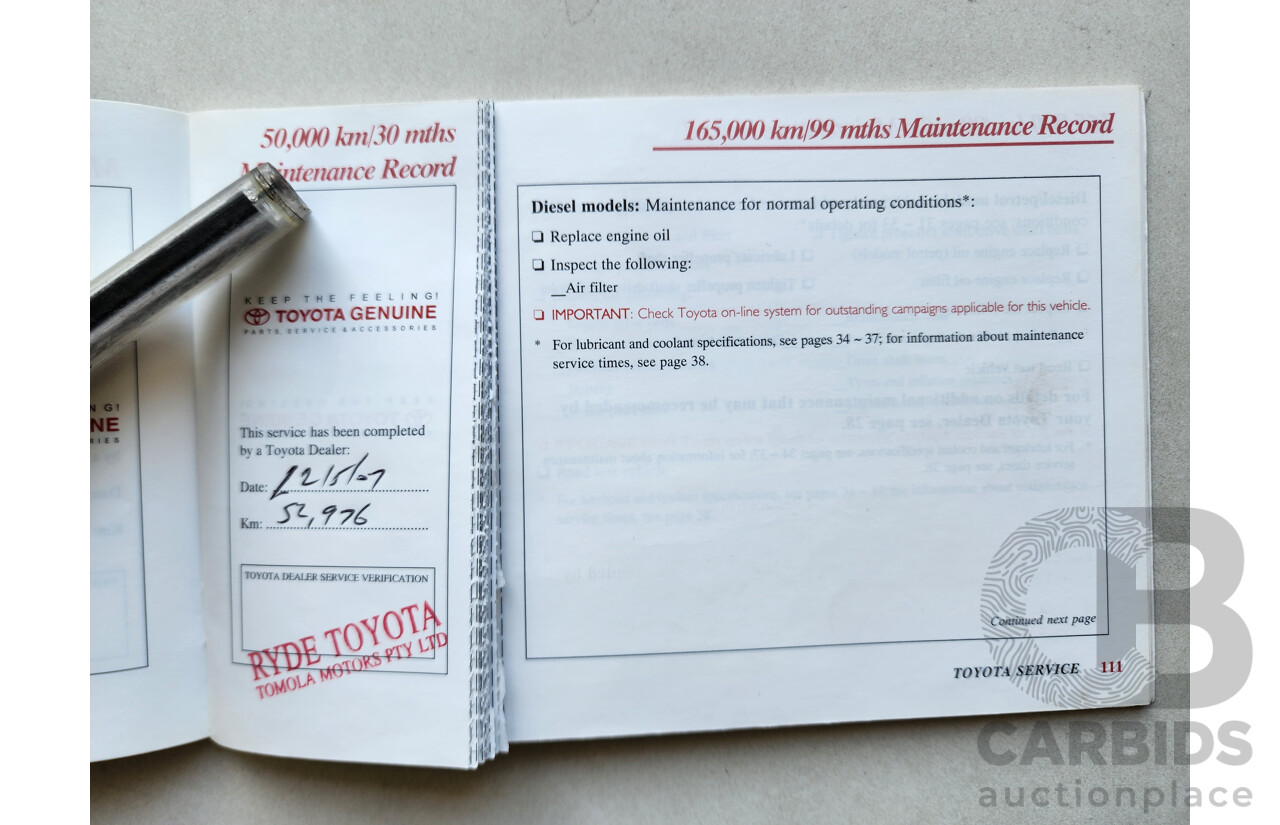 50,000 km/30 mths
Maintenance Record
KEEP THE FEELING!
TOYOTA GENUINE
PARTS, SERVICE & ACCESSORIES
This service has been completed
by a Toyota Dealer:
Date: 12/5/07
Km: 52,976
TOYOTA DEALER SERVICE VERIFICATION
RYDE TOYOTA
TOMOLA MOTORS PTY LTD
165,000 km/99 mths Maintenance Record
Diesel models: Maintenance for normal operating conditions*:
❏ Replace engine oil
❏ Inspect the following:
__Air filter
❏ IMPORTANT: Check Toyota on-line system for outstanding campaigns applicable for this vehicle.
* For lubricant and coolant specifications, see pages 34 ~ 37; for information about maintenance
service times, see page 38.
Continued next page
TOYOTA SERVICE 111
CB
CARBIDS
auctionplace